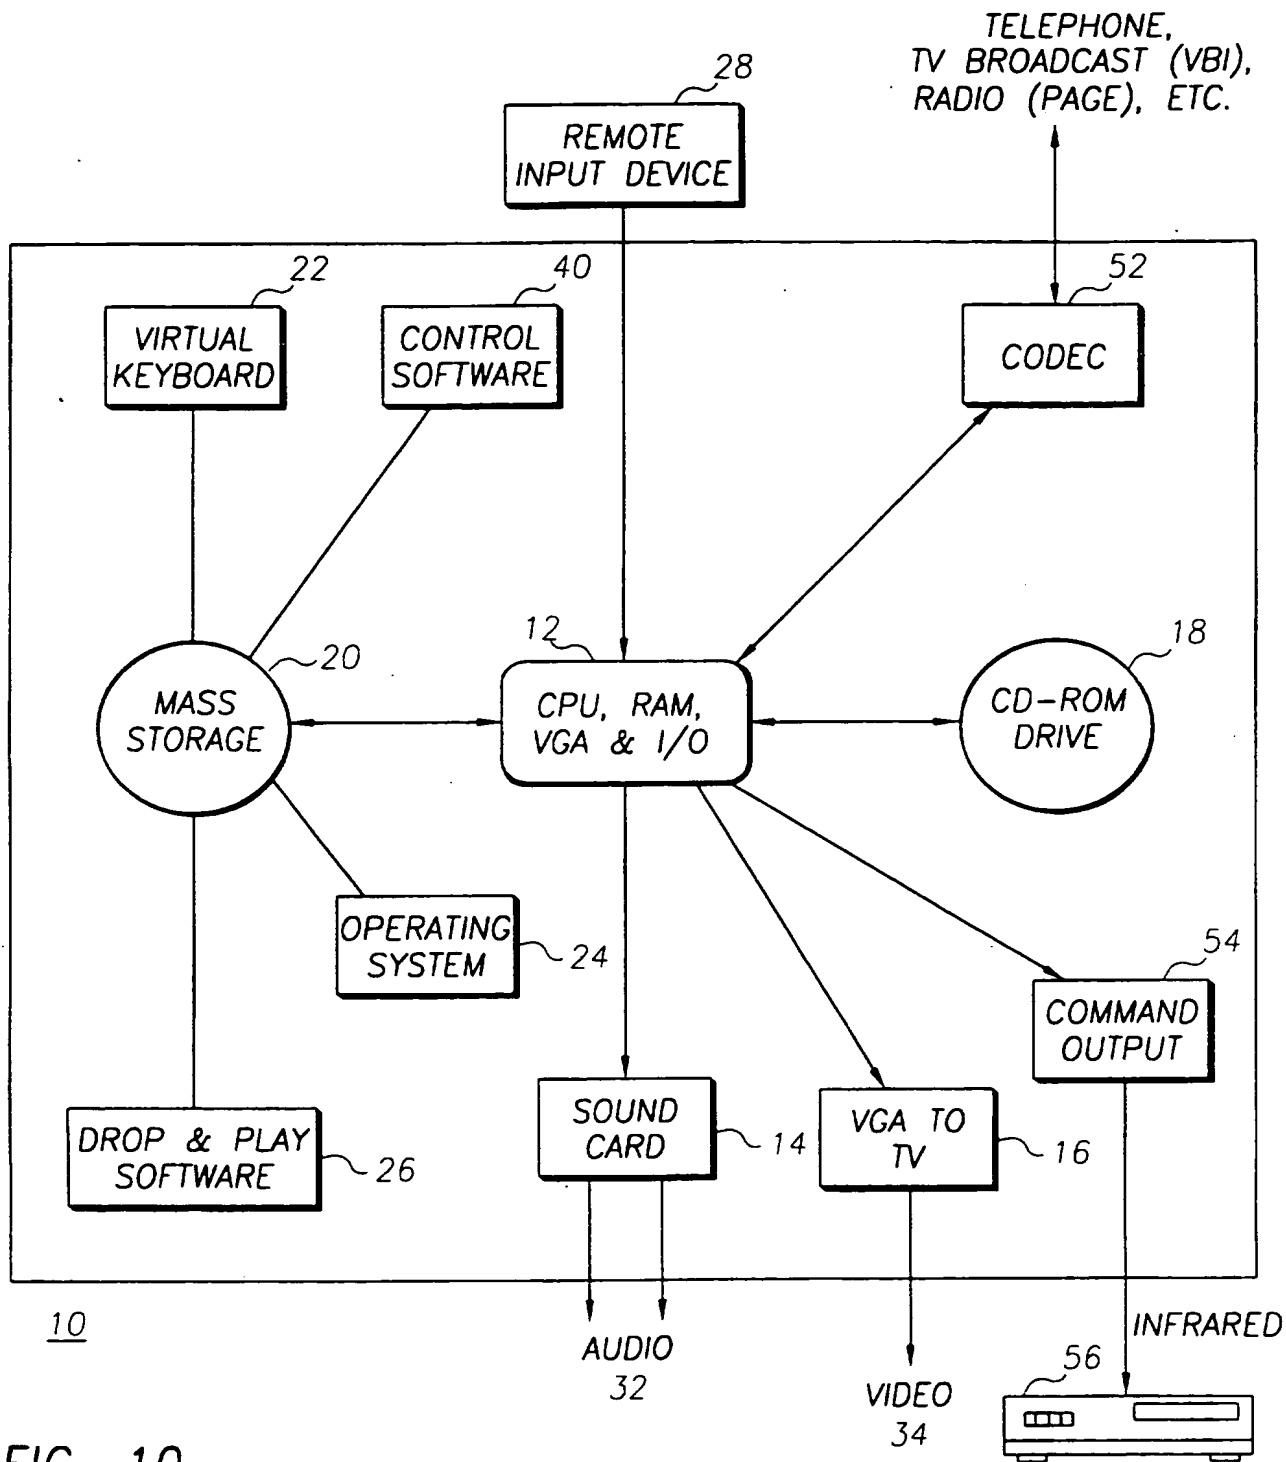 TELEPHONE,
TV BROADCAST (VBI),
RADIO (PAGE), ETC.
28
REMOTE
INPUT DEVICE
22
VIRTUAL
KEYBOARD
40
CONTROL
SOFTWARE
52
CODEC
20
MASS
STORAGE
12
CPU, RAM,
VGA & I/O
18
CD-ROM
DRIVE
OPERATING
SYSTEM
24
54
COMMAND
OUTPUT
DROP & PLAY
SOFTWARE
26
SOUND
CARD
14
VGA TO
TV
16
10
AUDIO
32
VIDEO
34
INFRARED
56
FIG. 10